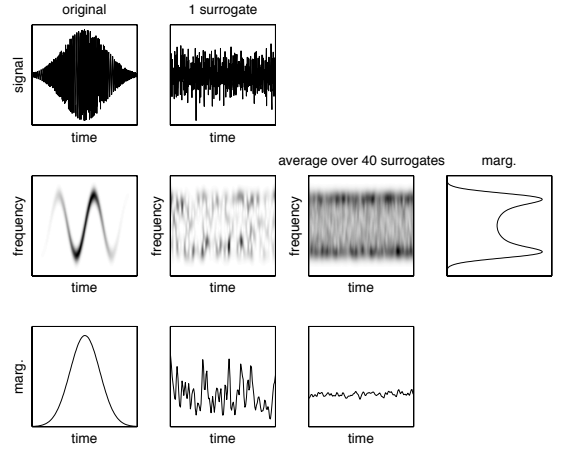 original
1 surrogate
signal
time
time
average over 40 surrogates
marg.
frequency
frequency
frequency
time
time
time
marg.
time
time
time